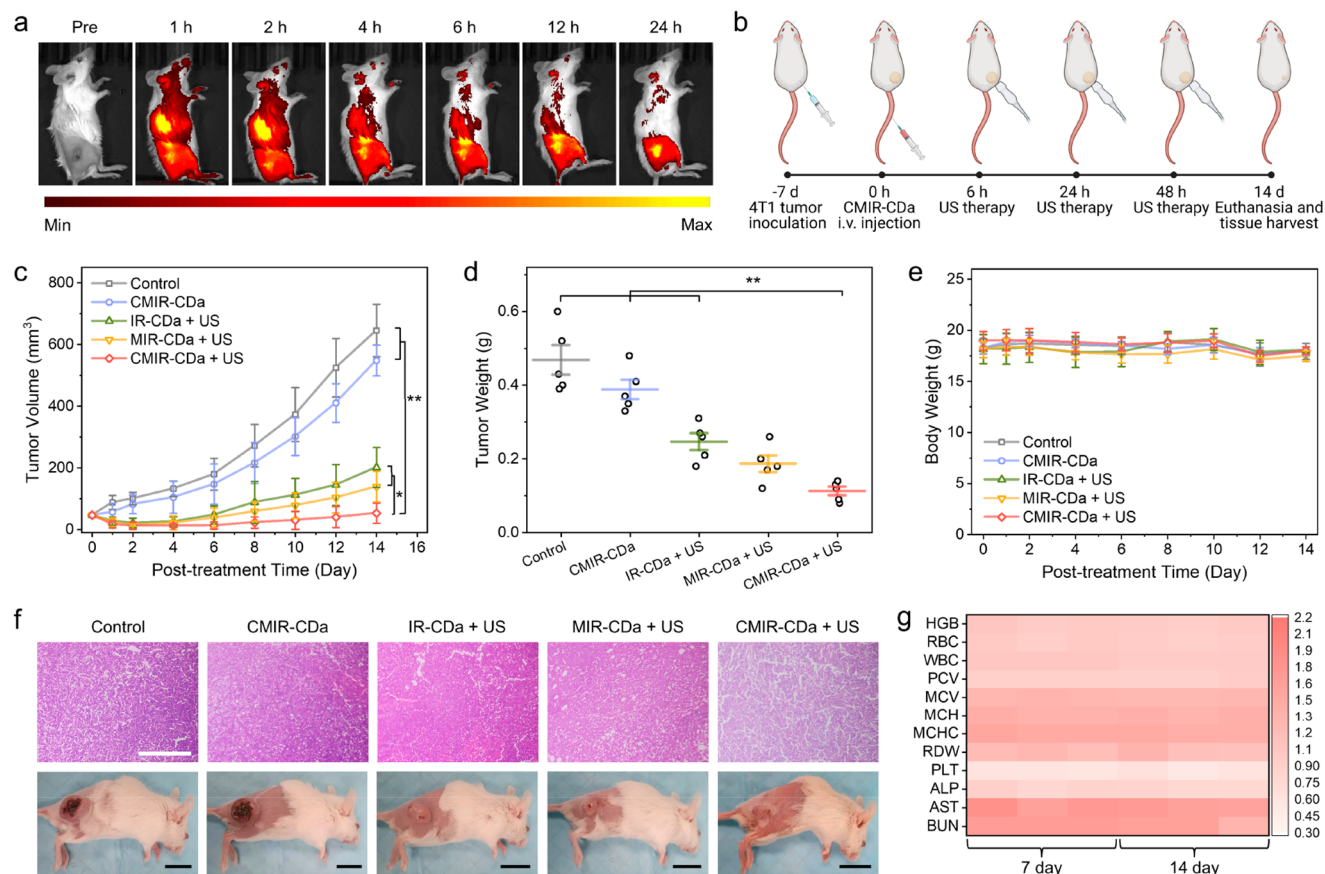 a
Pre 1 h 2 h 4 h 6 h 12 h 24 h
Min Max
b
-7 d 0 h 6 h 24 h 48 h 14 d
4T1 tumor CMIR-CDa US therapy US therapy US therapy Euthanasia and
inoculation i.v. injection tissue harvest
c
Tumor Volume (mm³)
800
600
400
200
0
Control
CMIR-CDa
IR-CDa + US
MIR-CDa + US
CMIR-CDa + US
**
*
0 2 4 6 8 10 12 14 16
Post-treatment Time (Day)
d
Tumor Weight (g)
0.6
0.4
0.2
0.0
**
Control CMIR-CDa IR-CDa + US MIR-CDa + US CMIR-CDa + US
e
Body Weight (g)
25
20
15
10
5
0
Control
CMIR-CDa
IR-CDa + US
MIR-CDa + US
CMIR-CDa + US
0 2 4 6 8 10 12 14
Post-treatment Time (Day)
f
Control CMIR-CDa IR-CDa + US MIR-CDa + US CMIR-CDa + US
g
HGB
RBC
WBC
PCV
MCV
MCH
MCHC
RDW
PLT
ALP
AST
BUN
7 day 14 day
2.2
2.1
1.9
1.8
1.6
1.5
1.3
1.2
1.1
0.90
0.75
0.60
0.45
0.30